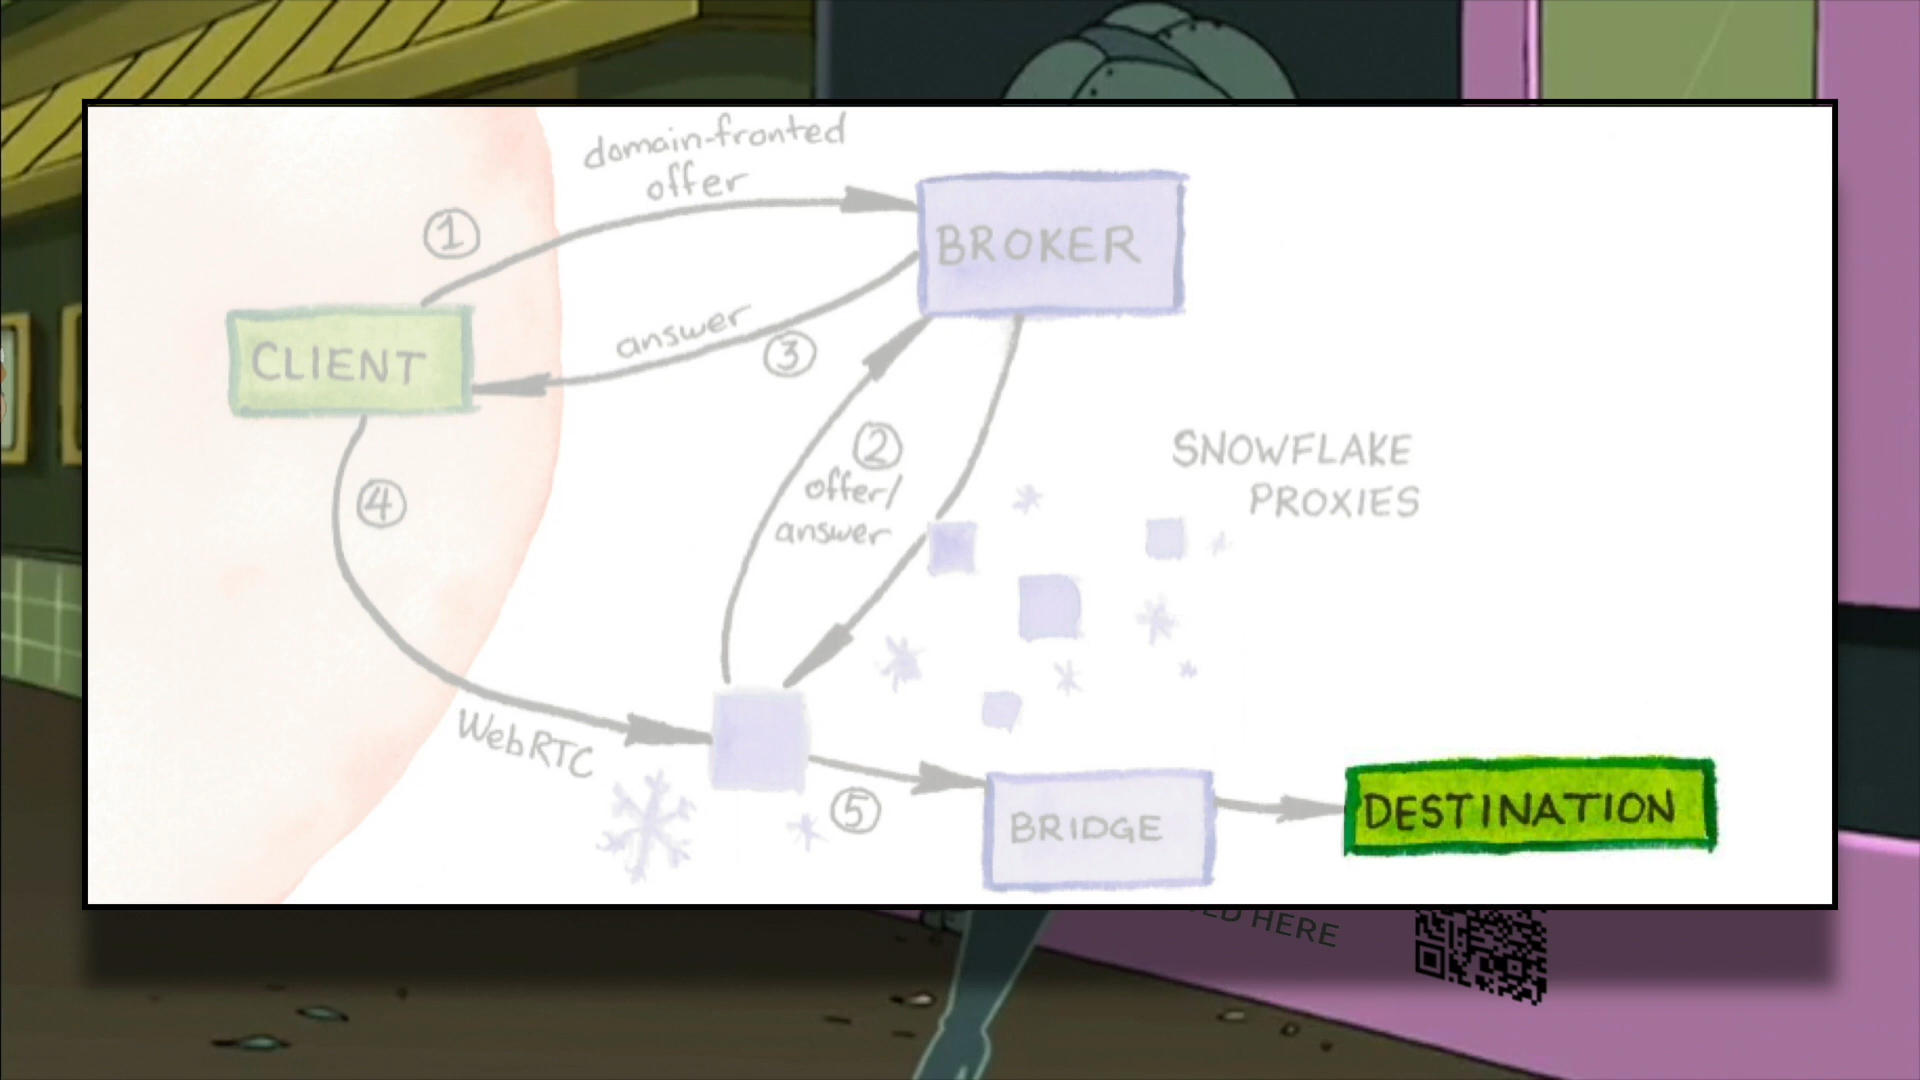 domain-fronted
offer
1
BROKER
CLIENT
answer
3
2
offer/
answer
4
SNOWFLAKE
PROXIES
WebRTC
5
BRIDGE
DESTINATION
HERE